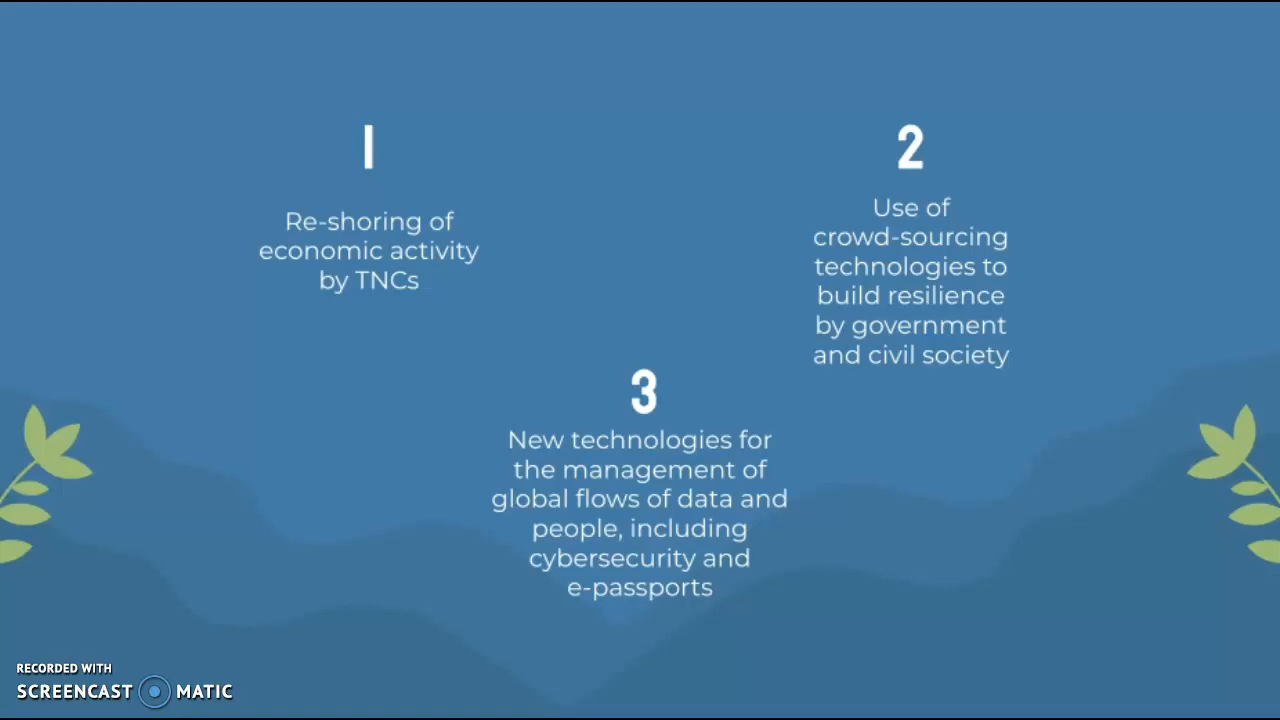 1
Re-shoring of
economic activity
by TNCs
2
Use of
crowd-sourcing
technologies to
build resilience
by government
and civil society
3
New technologies for
the management of
global flows of data and
people, including
cybersecurity and
e-passports
RECORDED WITH
SCREENCAST MATIC